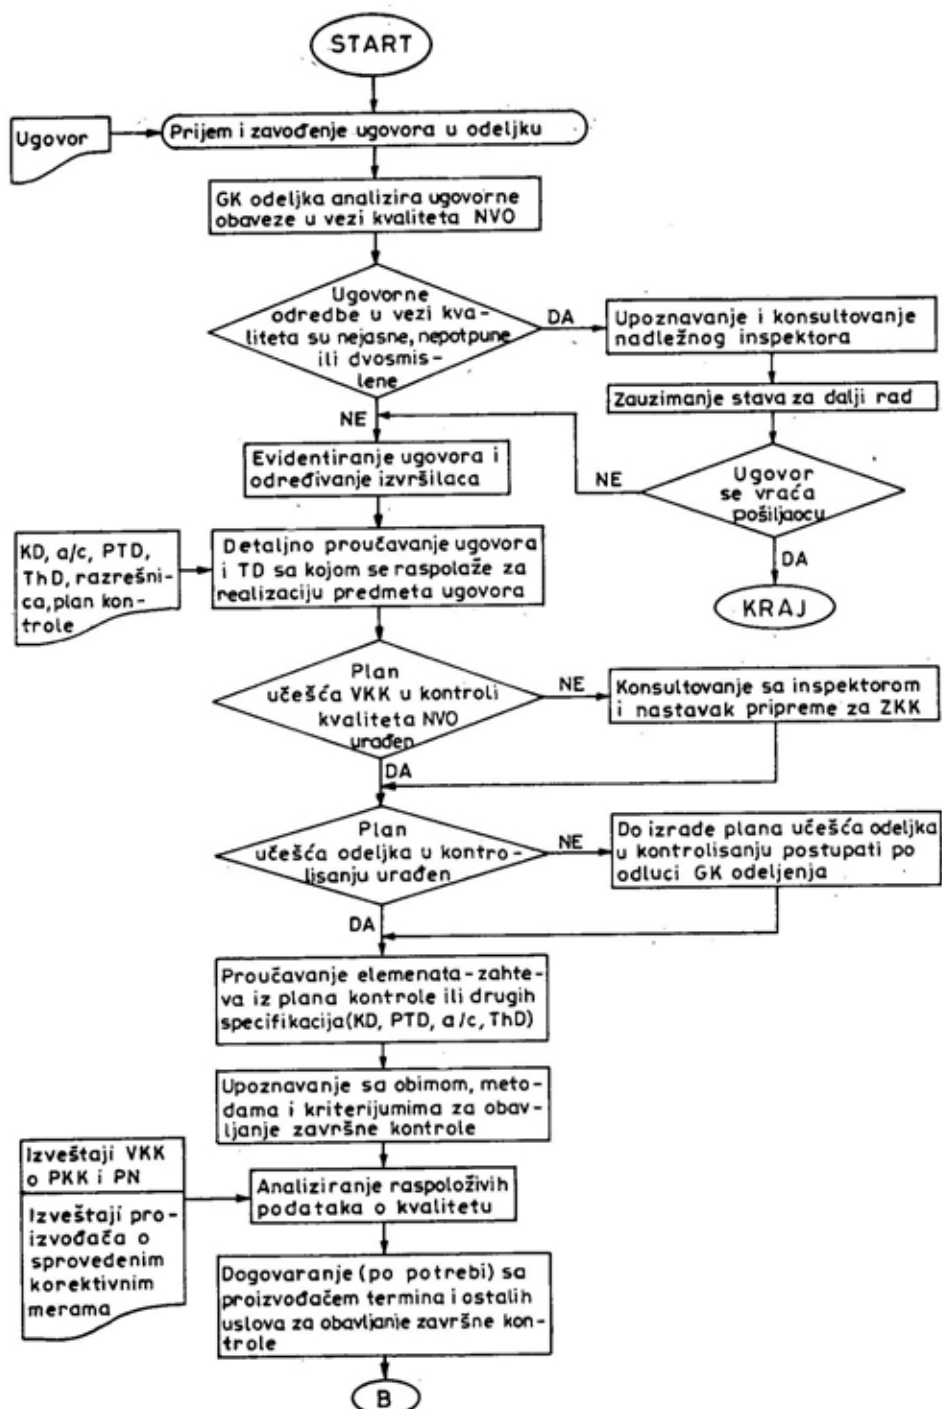 START
Ugovor
Prijem i zavođenje ugovora u odeljku
GK odeljka analizira ugovorne
obaveze u vezi kvaliteta NVO
Ugovorne
odredbe u vezi kva-
liteta su nejasne, nepotpune
ili dvosmis-
lene
DA
Upoznavanje i konsultovanje
nadležnog inspektora
Zauzimanje stava za dalji rad
NE
Evidentiranje ugovora i
određivanje izvršilaca
NE
Ugovor
se vraća
pošiljaocu
DA
KRAJ
KD, a/c, PTD,
ThD, razrešni-
ca, plan kon-
trole
Detaljno proučavanje ugovora
i TD sa kojom se raspolaže za
realizaciju predmeta ugovora
Plan
učešća VKK u kontroli
kvaliteta NVO
urađen
NE
Konsultovanje sa inspektorom
i nastavak pripreme za ZKK
DA
Plan
učešća odeljka u kontro-
lisanju urađen
NE
Do izrade plana učešća odeljka
u kontrolisanju postupati po
odluci GK odeljenja
DA
Proučavanje elemenata-zahte-
va iz plana kontrole ili drugih
specifikacija(KD, PTD, a/c, ThD)
Upoznavanje sa obimom, meto-
dama i kriterijumima za obav-
ljanje završne kontrole
Izveštaji VKK
o PKK i PN
Izveštaji pro-
izvođača o
sprovedenim
korektivnim
merama
Analiziranje raspoloživih
podataka o kvalitetu
Dogovaranje (po potrebi) sa
proizvođačem termina i ostalih
uslova za obavljanje završne kon-
trole
B